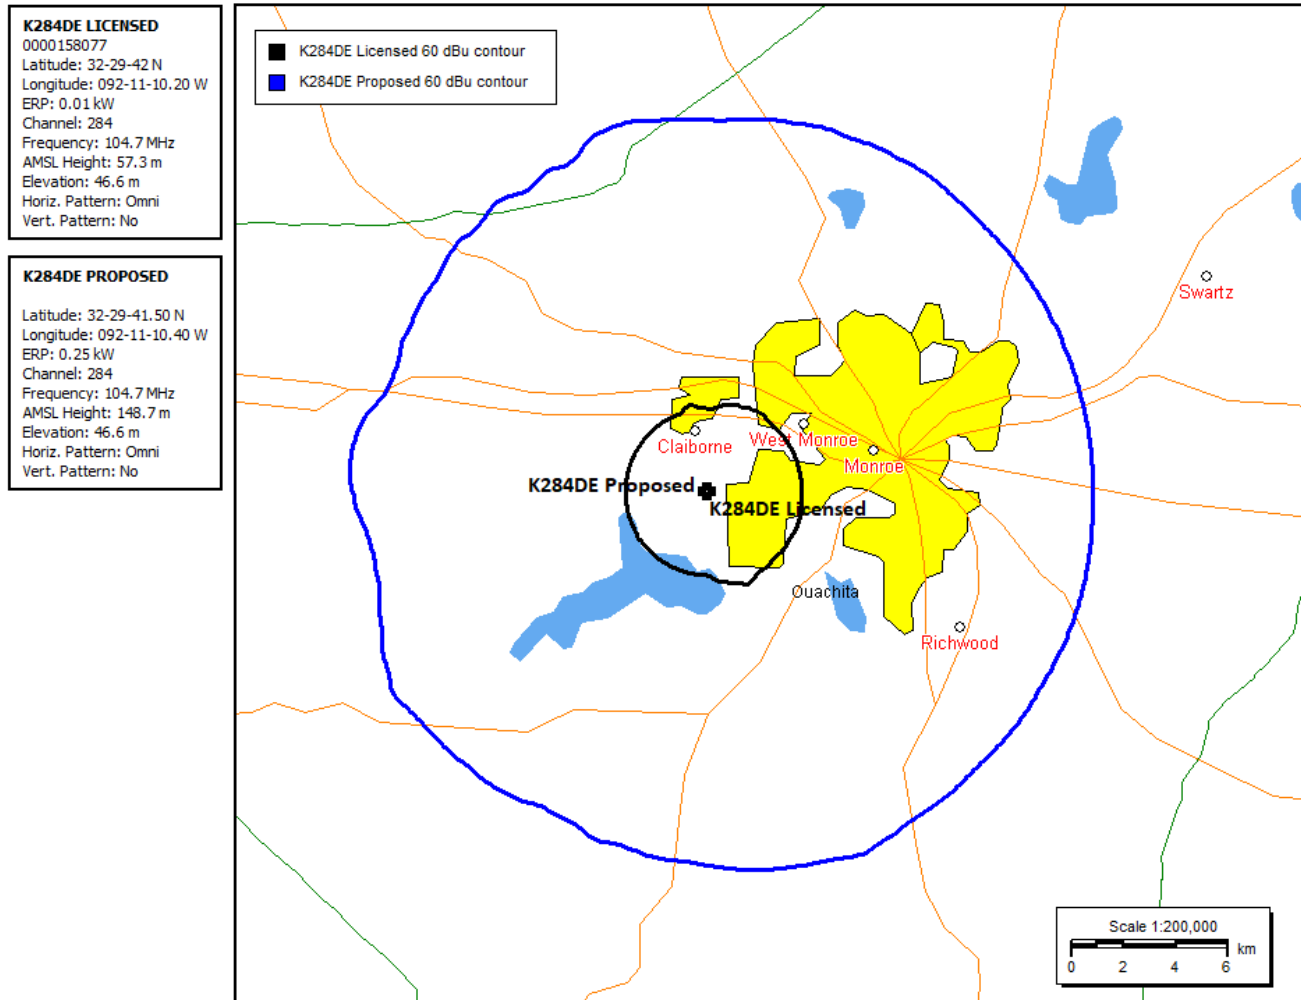 K284DE LICENSED
0000158077
Latitude: 32-29-42 N
Longitude: 092-11-10.20 W
ERP: 0.01 kW
Channel: 284
Frequency: 104.7 MHz
AMSL Height: 57.3 m
Elevation: 46.6 m
Horiz. Pattern: Omni
Vert. Pattern: No
K284DE PROPOSED
Latitude: 32-29-41.50 N
Longitude: 092-11-10.40 W
ERP: 0.25 kW
Channel: 284
Frequency: 104.7 MHz
AMSL Height: 148.7 m
Elevation: 46.6 m
Horiz. Pattern: Omni
Vert. Pattern: No
K284DE Licensed 60 dBu contour
K284DE Proposed 60 dBu contour
Swartz
Claiborne
West Monroe
Monroe
K284DE Proposed
K284DE Licensed
Ouachita
Richwood
Scale 1:200,000
km
0 2 4 6